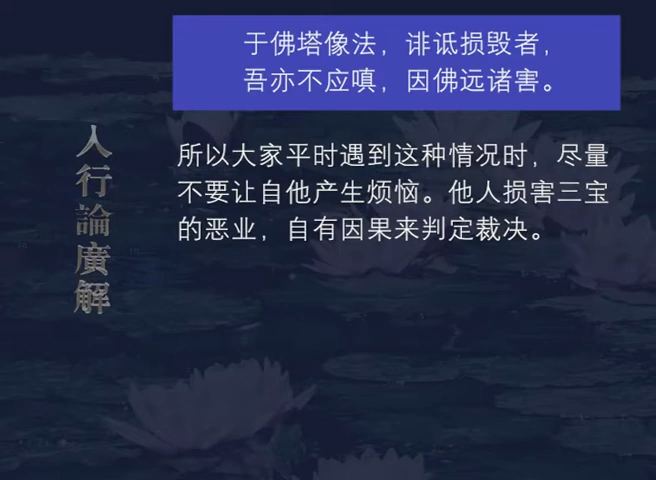 于佛塔像法，诽诋损毁者，
吾亦不应嗔，因佛远诸害。
所以大家平时遇到这种情况时，尽量
不要让自他产生烦恼。他人损害三宝
的恶业，自有因果来判定裁决。
入行論廣解